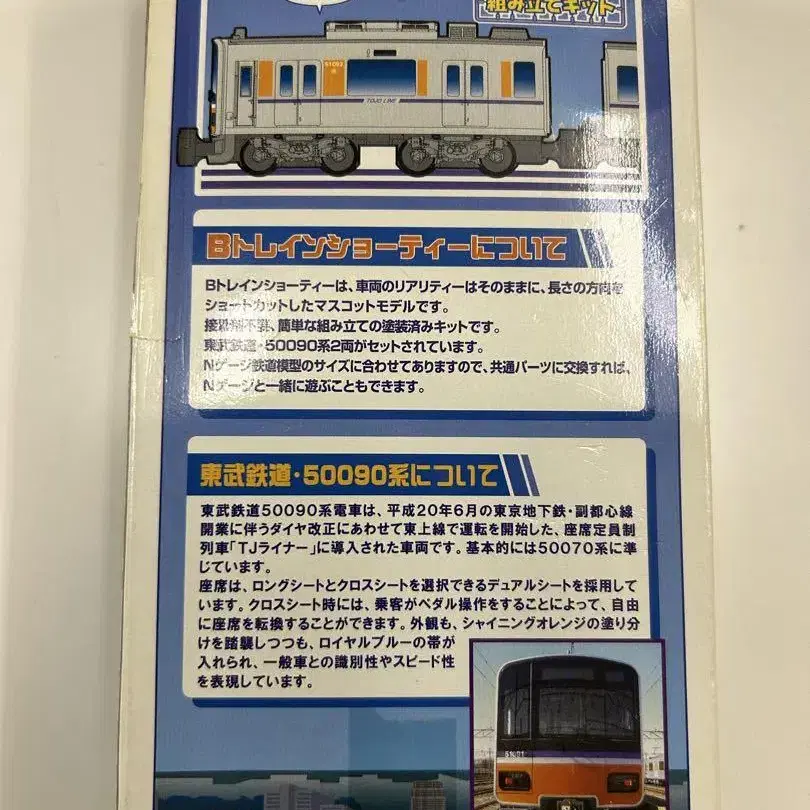 組み立てキット
51092
TOJO LINE
Bトレインショーティーについて
Bトレインショーティーは、車両のリアリティーはそのままに、長さの方向を
ショートカットしたマスコットモデルです。
接着剤不要、簡単な組み立ての塗装済みキットです。
東武鉄道・50090系2両がセットされています。
Nゲージ鉄道模型のサイズに合わせてありますので、共通パーツに交換すれば、
Nゲージと一緒に遊ぶこともできます。
東武鉄道・50090系について
東武鉄道50090系電車は、平成20年6月の東京地下鉄・副都心線
開業に伴うダイヤ改正にあわせて東上線で運転を開始した、座席定員制
列車「TJライナー」に導入された車両です。基本的には50070系に準
じています。
座席は、ロングシートとクロスシートを選択できるデュアルシートを採用して
います。クロスシート時には、乗客がペダル操作をすることによって、自由
に座席を転換することができます。外観も、シャイニングオレンジの塗り分
けを踏襲しつつも、ロイヤルブルーの帯が
入れられ、一般車との識別性やスピード性
を表現しています。